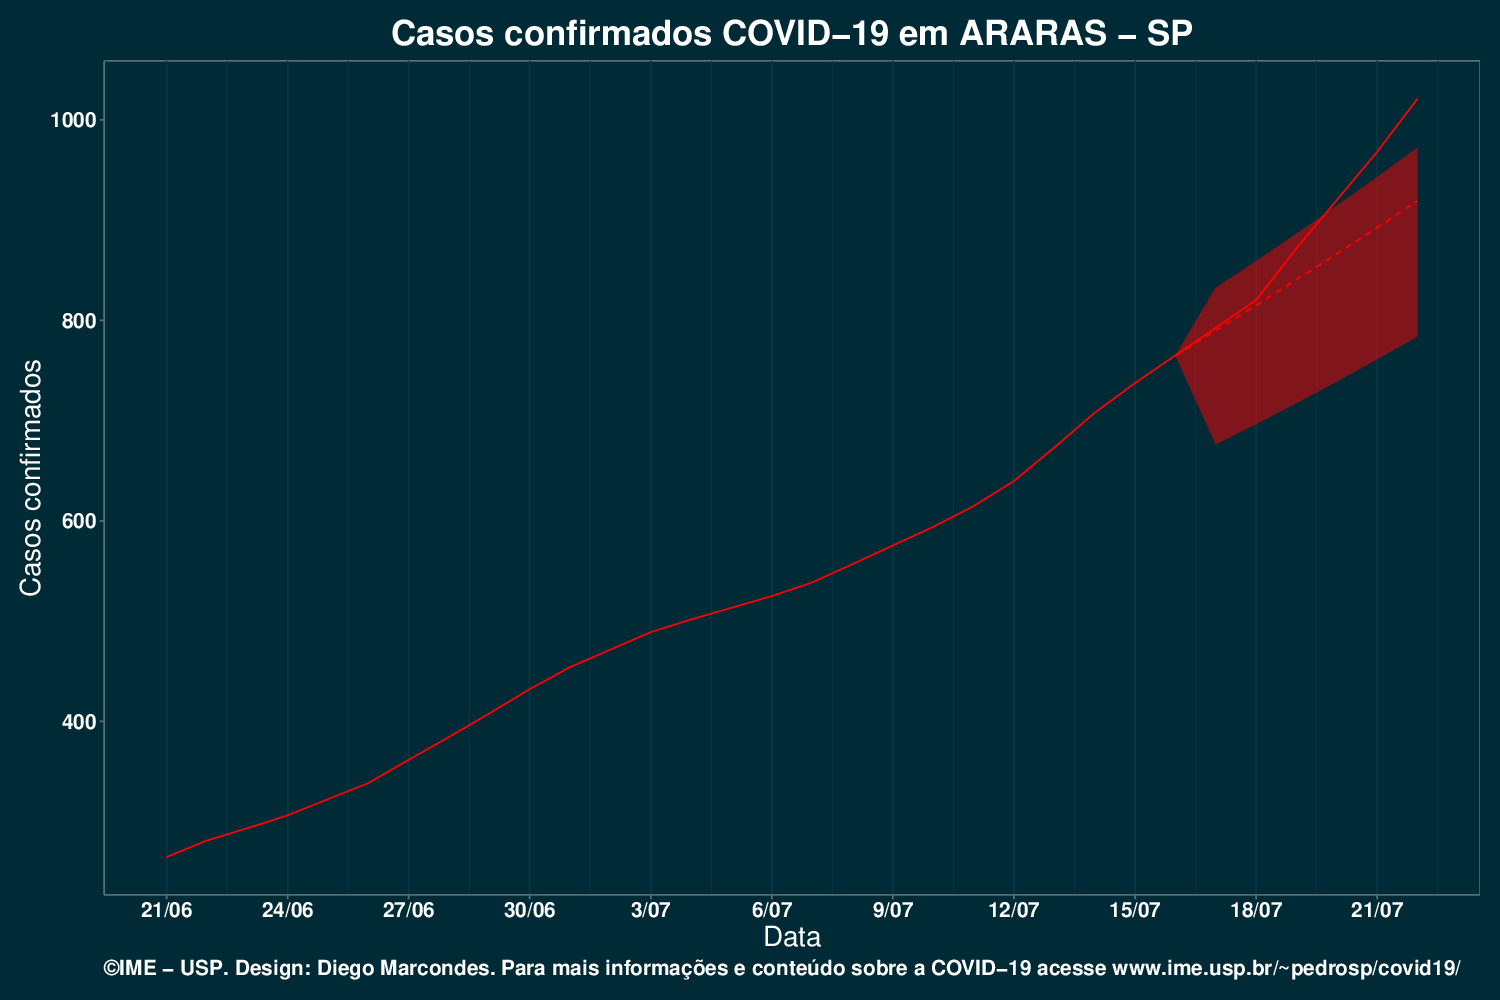 Casos confirmados COVID−19 em ARARAS − SP
Casos confirmados
1000
800
600
400
21/06 24/06 27/06 30/06 3/07 6/07 9/07 12/07 15/07 18/07 21/07
Data
©IME − USP. Design: Diego Marcondes. Para mais informações e conteúdo sobre a COVID−19 acesse www.ime.usp.br/~pedrosp/covid19/